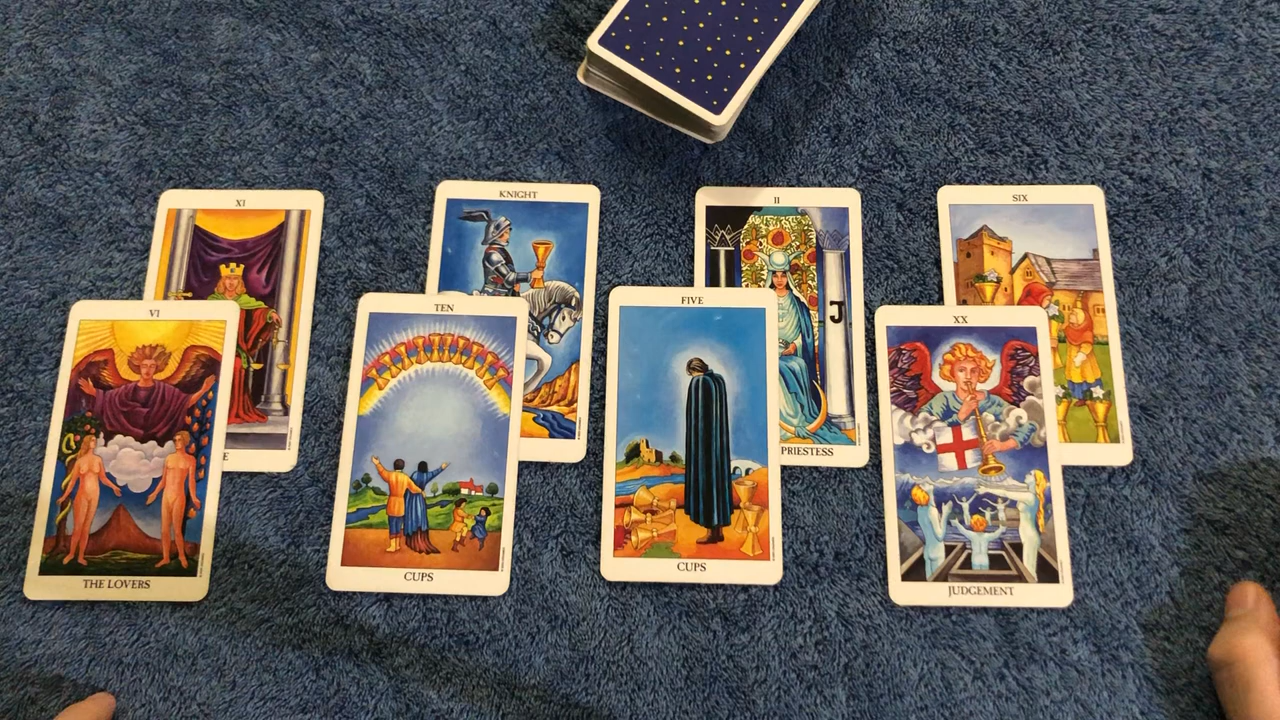 XI
KNIGHT
II
SIX
E
J
PRIESTESS
VI
THE LOVERS
TEN
CUPS
FIVE
CUPS
XX
JUDGEMENT